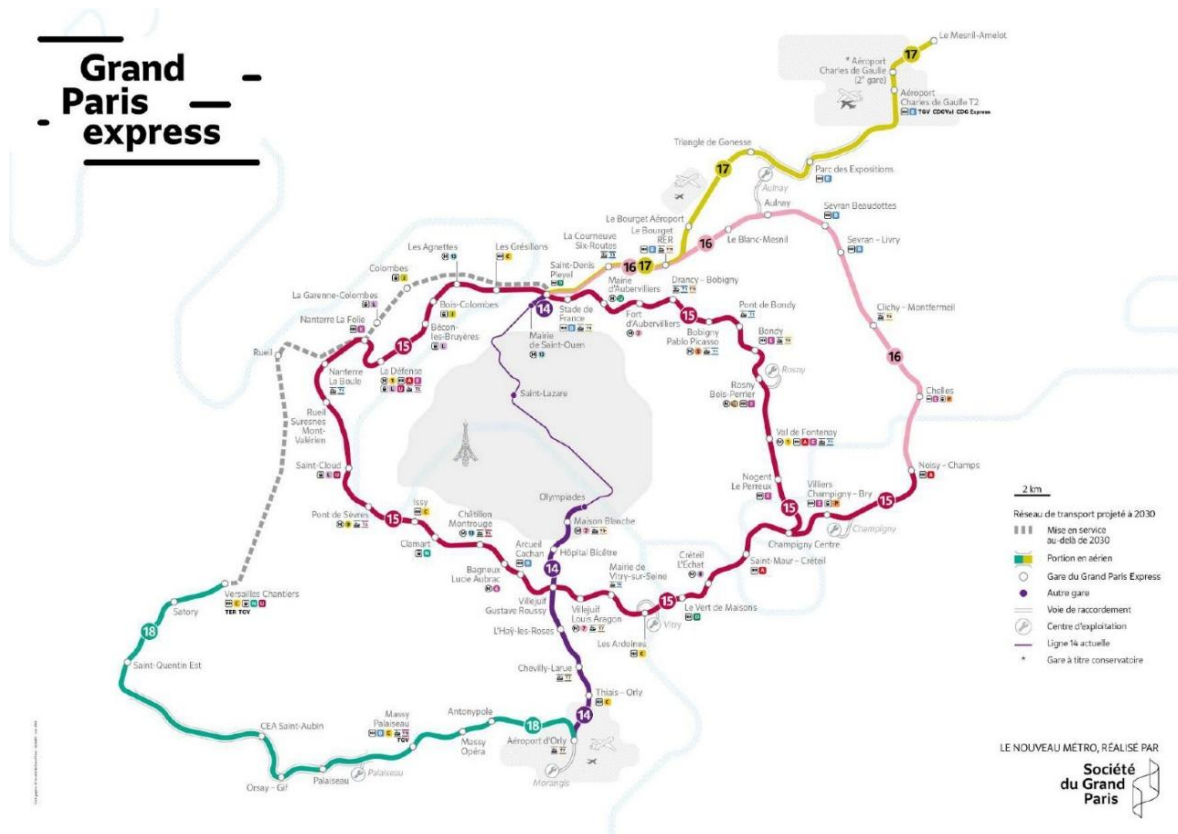 Grand
Paris
express
Le Mesnil-Amelot
17
* Aéroport
Charles de Gaulle
(2e gare)
Aéroport
Charles de Gaulle T2
TGV CDGVal CDG Express
Triangle de Gonesse
17
Parc des Expositions
Aulnay
Le Bourget Aéroport
Aulnay
Sevran Beaudottes
Le Bourget
RER
La Courneuve
Six-Routes
16
Le Blanc-Mesnil
Sevran - Livry
Les Agnettes
Les Grésillons
Saint-Denis
Pleyel
16
17
Colombes
Drancy - Bobigny
Mairie
d'Aubervilliers
La Garenne-Colombes
Bois-Colombes
14
Stade de
France
Fort
d'Aubervilliers
15
Pont de Bondy
Clichy - Montfermeil
Nanterre La Folie
Bécon-
les-Bruyères
Mairie
de Saint-Ouen
Bobigny
Pablo Picasso
Bondy
15
16
Rueil
Nanterre
La Boule
La Défense
Rosny
Rosny
Bois-Perrier
Saint-Lazare
Chelles
Rueil
Suresnes
Mont-
Valérien
Val de Fontenay
Saint-Cloud
Noisy - Champs
Nogent
Le Perreux
Villiers
Champigny - Bry
15
Olympiades
Pont de Sèvres
15
Issy
Châtillon
Montrouge
Maison Blanche
15
Champigny
Clamart
Arcueil
Cachan
Hôpital Bicêtre
Champigny Centre
Créteil
L'Echat
Saint-Maur - Créteil
Bagneux
Lucie Aubrac
14
Mairie de
Vitry-sur-Seine
Versailles Chantiers
TER TGV
Villejuif
Gustave Roussy
Villejuif
Louis Aragon
15
Le Vert de Maisons
Satory
Vitry
L'Haÿ-les-Roses
Les Ardoines
18
Saint-Quentin Est
Chevilly-Larue
Thiais - Orly
Massy
Palaiseau
TGV
Antonypole
18
14
CEA Saint-Aubin
Massy
Opéra
Aéroport d'Orly
Orsay - Gif
Palaiseau
Palaiseau
Morangis
2 km
Réseau de transport projeté à 2030
Mise en service
au-delà de 2030
Portion en aérien
Gare du Grand Paris Express
Autre gare
Voie de raccordement
Centre d'exploitation
Ligne 14 actuelle
* Gare à titre conservatoire
LE NOUVEAU MÉTRO, RÉALISÉ PAR
Société
du Grand
Paris